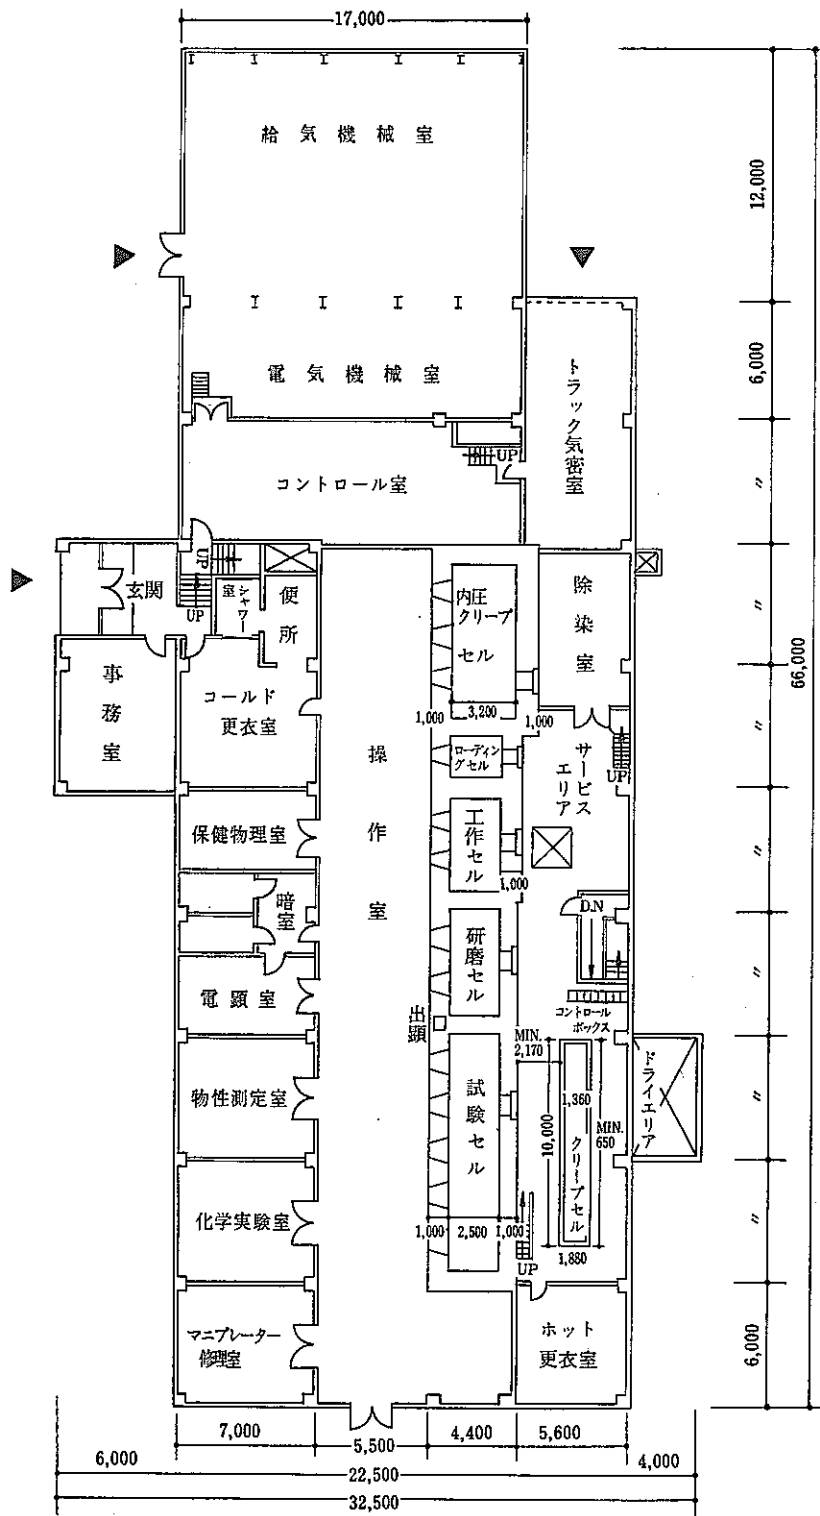 17,000
給気機械室
12,000
電気機械室
6,000
トラック気密室
UP
コントロール室
〃
UP
玄関
UP
シャワー室
便所
除染室
内圧クリープセル
〃
66,000
事務室
コールド更衣室
1,000
3,200
1,000
操作室
ローディングセル
サービスエリア
UP
〃
保健物理室
工作セル
1,000
〃
暗室
D.N
研磨セル
〃
電顕室
出顕
コントロールボックス
MIN.
2,170
ドライエリア
物性測定室
試験セル
1,360
10,000
クリープセル
MIN.
650
〃
化学実験室
1,000
2,500
1,000
1,880
UP
〃
マニプレーター修理室
ホット更衣室
6,000
7,000
5,500
4,400
5,600
6,000
22,500
4,000
32,500